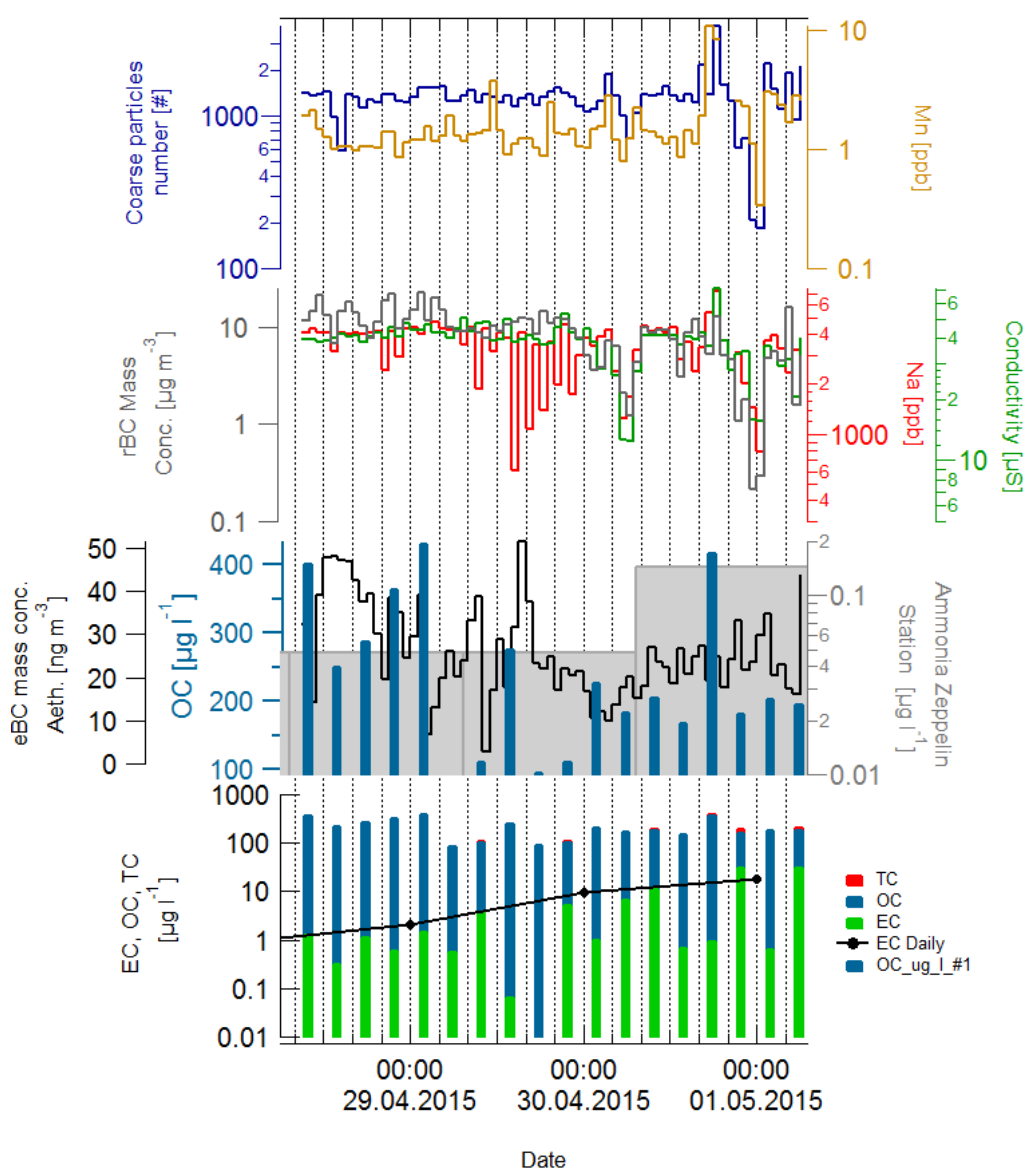 Coarse particles
number [#]
2
1000
6
4
2
100
10
1
0.1
Mn [ppb]
rBC Mass
Conc. [µg m⁻³]
10
1
0.1
6
4
2
1000
6
4
Na [ppb]
6
4
2
10
8
6
Conductivity [µS]
eBC mass conc.
Aeth. [ng m⁻³]
50
40
30
20
10
0
OC [µg l⁻¹]
400
300
200
100
2
0.1
6
4
2
0.01
Ammonia Zeppelin
Station [µg l⁻¹]
EC, OC, TC
[µg l⁻¹]
1000
100
10
1
0.1
0.01
TC
OC
EC
EC Daily
OC_ug_l_#1
00:00 00:00 00:00
29.04.2015 30.04.2015 01.05.2015
Date